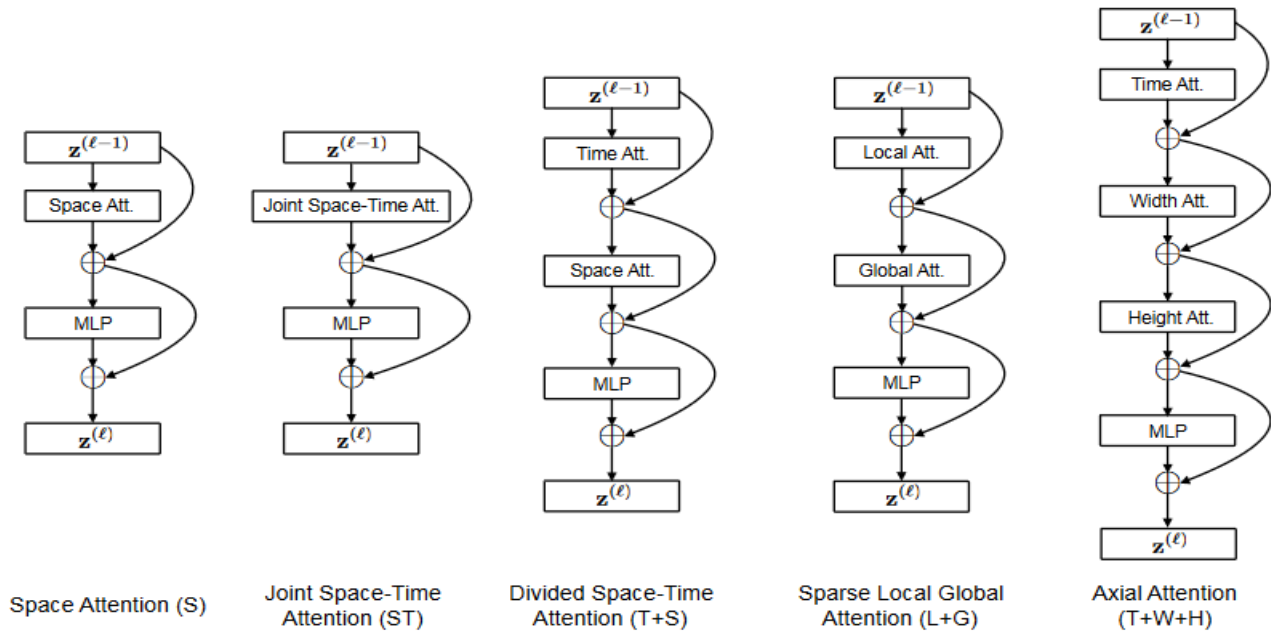 z^(ℓ−1)
Space Att.
MLP
z^(ℓ)
Space Attention (S)
z^(ℓ−1)
Joint Space-Time Att.
MLP
z^(ℓ)
Joint Space-Time
Attention (ST)
z^(ℓ−1)
Time Att.
Space Att.
MLP
z^(ℓ)
Divided Space-Time
Attention (T+S)
z^(ℓ−1)
Local Att.
Global Att.
MLP
z^(ℓ)
Sparse Local Global
Attention (L+G)
z^(ℓ−1)
Time Att.
Width Att.
Height Att.
MLP
z^(ℓ)
Axial Attention
(T+W+H)